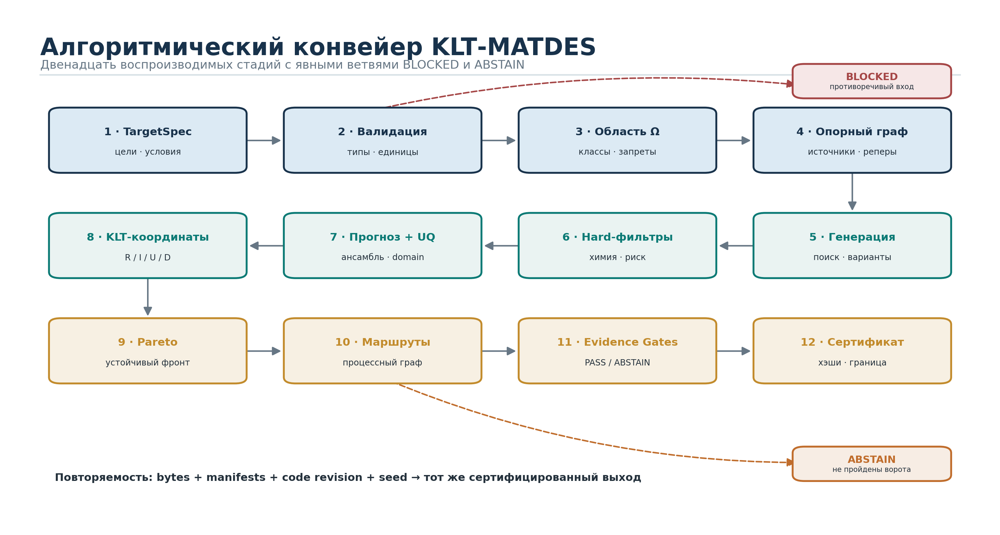 Алгоритмический конвейер KLT-MATDES
Двенадцать воспроизводимых стадий с явными ветвями BLOCKED и ABSTAIN
BLOCKED
противоречивый вход
1 · TargetSpec
цели · условия
2 · Валидация
типы · единицы
3 · Область Ω
классы · запреты
4 · Опорный граф
источники · реперы
8 · KLT-координаты
R / I / U / D
7 · Прогноз + UQ
ансамбль · domain
6 · Hard-фильтры
химия · риск
5 · Генерация
поиск · варианты
9 · Pareto
устойчивый фронт
10 · Маршруты
процессный граф
11 · Evidence Gates
PASS / ABSTAIN
12 · Сертификат
хэши · граница
ABSTAIN
не пройдены ворота
Повторяемость: bytes + manifests + code revision + seed → тот же сертифицированный выход